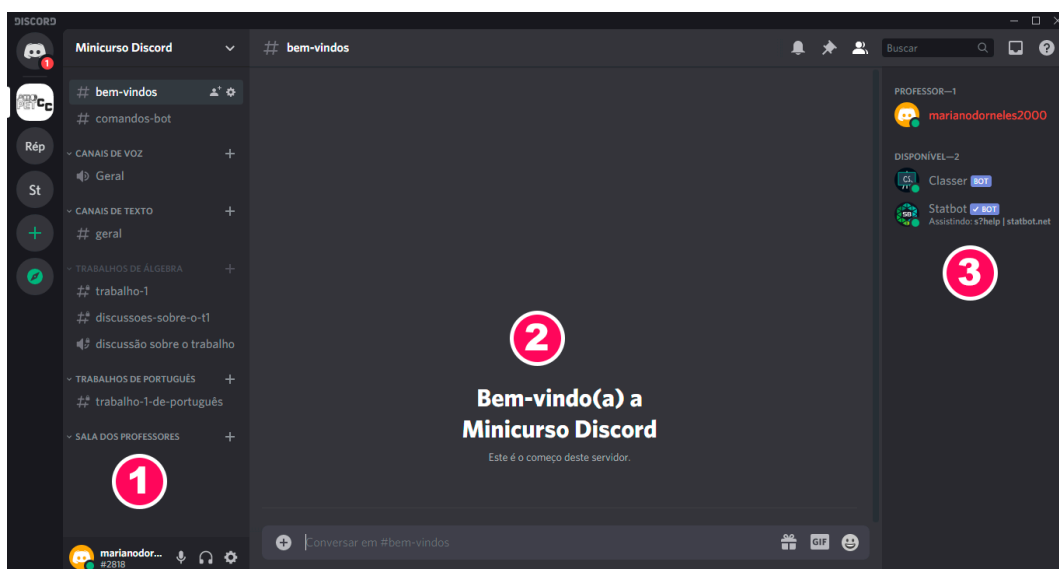 DISCORD
1
Rép
St
Minicurso Discord
bem-vindos
comandos-bot
CANAIS DE VOZ
Geral
CANAIS DE TEXTO
geral
TRABALHOS DE ÁLGEBRA
trabalho-1
discussoes-sobre-o-t1
discussão sobre o trabalho
TRABALHOS DE PORTUGUÊS
trabalho-1-de-português
SALA DOS PROFESSORES
1
marianodor...
#2818
# bem-vindos
Buscar
2
Bem-vindo(a) a
Minicurso Discord
Este é o começo deste servidor.
Conversar em #bem-vindos
GIF
PROFESSOR—1
marianodorneles2000
DISPONÍVEL—2
Classer BOT
Statbot ✓ BOT
Assistindo: s?help | statbot.net
3